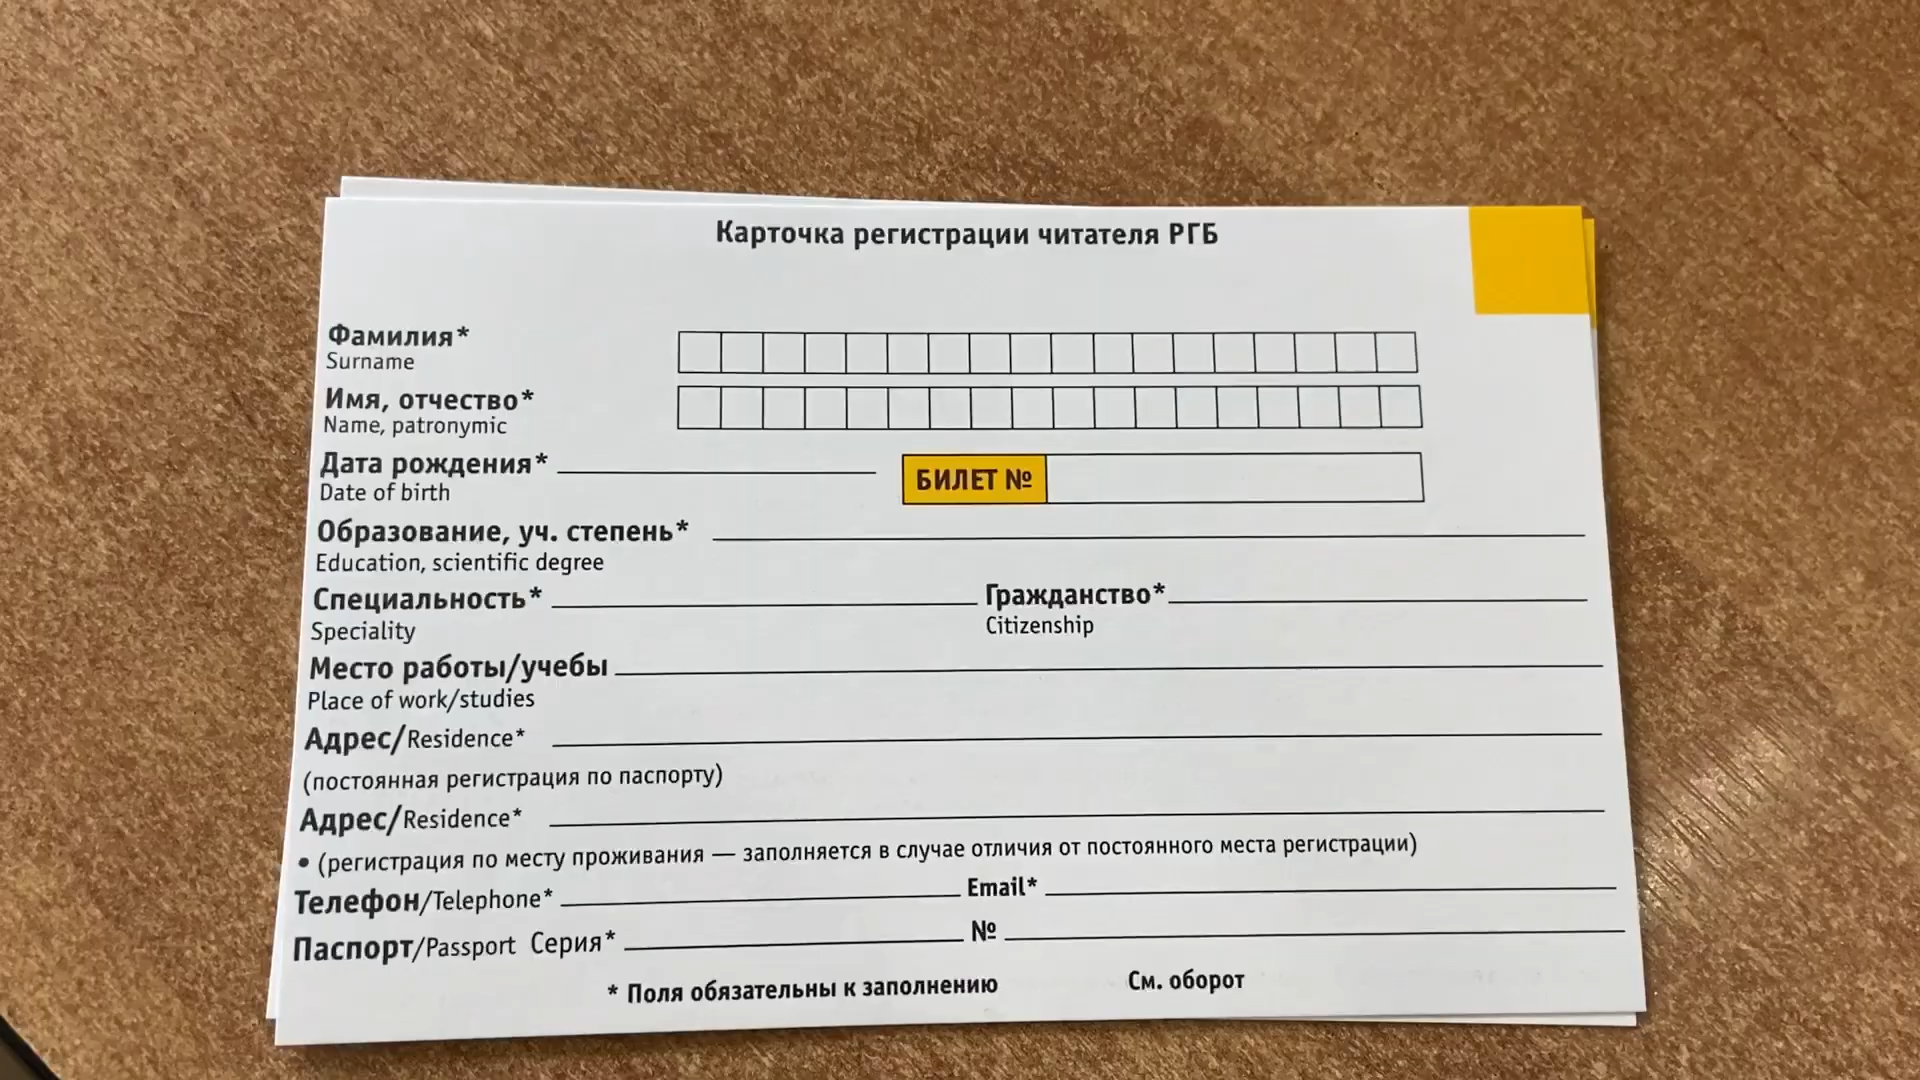 Карточка регистрации читателя РГБ
Фамилия*
Surname
Имя, отчество*
Name, patronymic
Дата рождения*
БИЛЕТ №
Date of birth
Образование, уч. степень*
Education, scientific degree
Специальность* Гражданство*
Speciality Citizenship
Место работы/учебы
Place of work/studies
Адрес/Residence*
(постоянная регистрация по паспорту)
Адрес/Residence*
• (регистрация по месту проживания — заполняется в случае отличия от постоянного места регистрации)
Телефон/Telephone* Email*
Паспорт/Passport Серия* №
* Поля обязательны к заполнению См. оборот